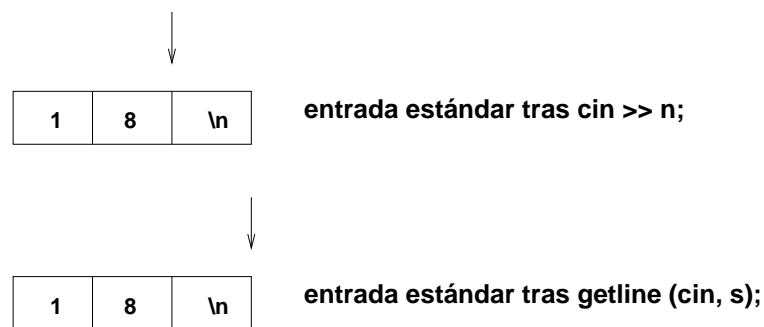 1 8 \n entrada estándar tras cin >> n;
1 8 \n entrada estándar tras getline (cin, s);